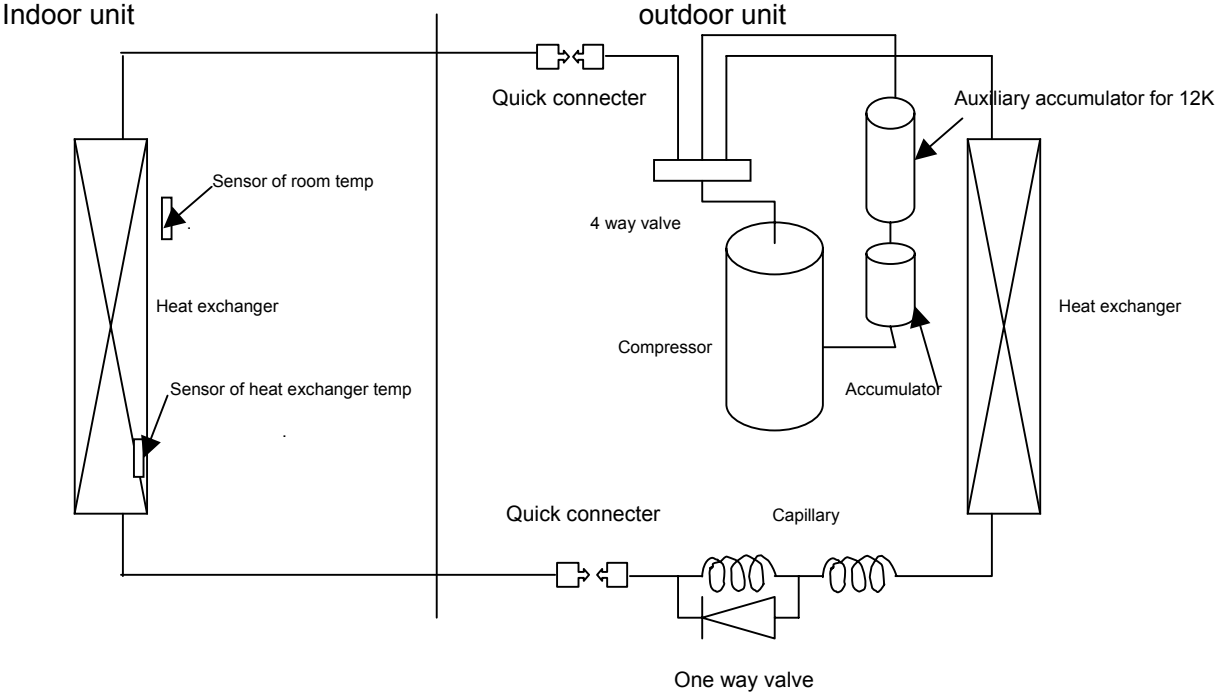 Indoor unit
outdoor unit
Quick connecter
Auxiliary accumulator for 12K
Sensor of room temp
4 way valve
Heat exchanger
Heat exchanger
Compressor
Sensor of heat exchanger temp
Accumulator
Quick connecter
Capillary
One way valve